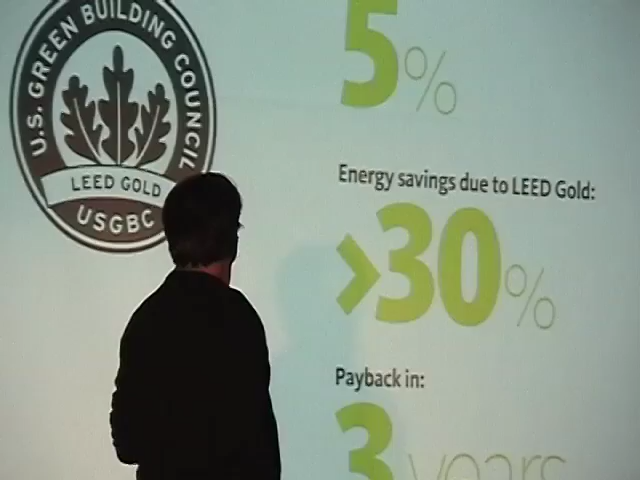 U.S. GREEN BUILDING COUNCIL
LEED GOLD
USGBC
5%
Energy savings due to LEED Gold:
>30%
Payback in:
3 years